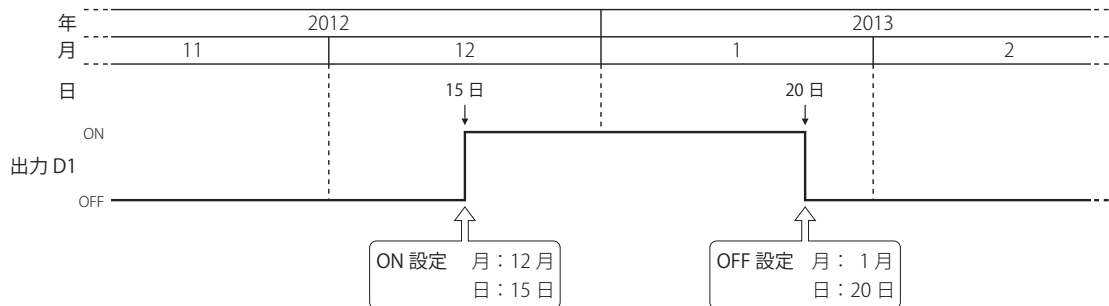 年 2012 2013
月 11 12 1 2
日 15 日 20 日
ON
出力 D1
OFF
ON 設定 月：12 月
日：15 日
OFF 設定 月： 1 月
日：20 日